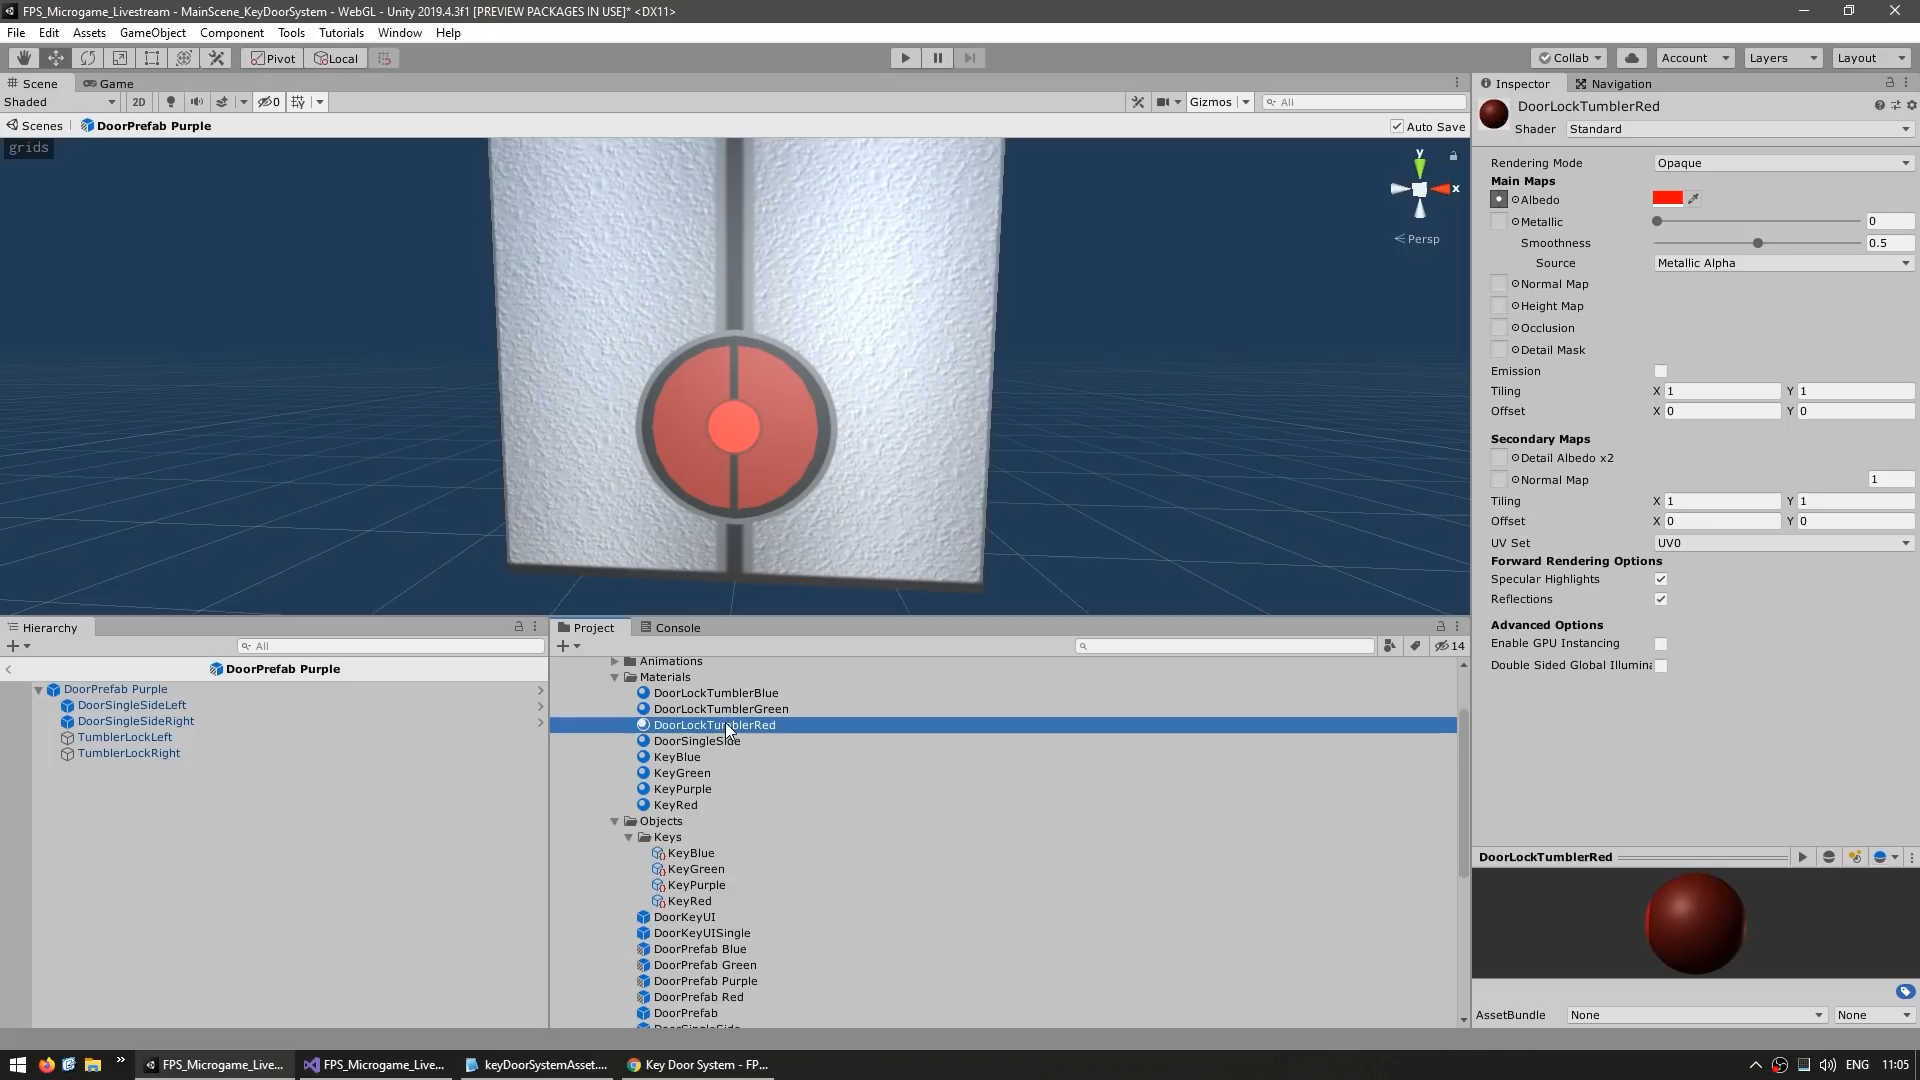 FPS_Microgame_Livestream - MainScene_KeyDoorSystem - WebGL - Unity 2019.4.3f1 [PREVIEW PACKAGES IN USE]* <DX11>
File Edit Assets GameObject Component Tools Tutorials Window Help
Pivot Local Collab Account Layers Layout
Scene Game
Shaded 2D 0 Gizmos All
Scenes DoorPrefab Purple Auto Save
grids
y
x
Persp
Hierarchy
All
DoorPrefab Purple
DoorPrefab Purple
DoorSingleSideLeft
DoorSingleSideRight
TumblerLockLeft
TumblerLockRight
Project Console
14
Animations
Materials
DoorLockTumblerBlue
DoorLockTumblerGreen
DoorLockTumblerRed
DoorSingleSide
KeyBlue
KeyGreen
KeyPurple
KeyRed
Objects
Keys
KeyBlue
KeyGreen
KeyPurple
KeyRed
DoorKeyUI
DoorKeyUISingle
DoorPrefab Blue
DoorPrefab Green
DoorPrefab Purple
DoorPrefab Red
DoorPrefab
Inspector Navigation
DoorLockTumblerRed
Shader Standard
Rendering Mode Opaque
Main Maps
Albedo
Metallic 0
Smoothness 0.5
Source Metallic Alpha
Normal Map
Height Map
Occlusion
Detail Mask
Emission
Tiling X 1 Y 1
Offset X 0 Y 0
Secondary Maps
Detail Albedo x2
Normal Map 1
Tiling X 1 Y 1
Offset X 0 Y 0
UV Set UV0
Forward Rendering Options
Specular Highlights
Reflections
Advanced Options
Enable GPU Instancing
Double Sided Global Illumina
DoorLockTumblerRed
AssetBundle None None
FPS_Microgame_Live... FPS_Microgame_Live... keyDoorSystemAsset.... Key Door System - FP... ENG 11:05